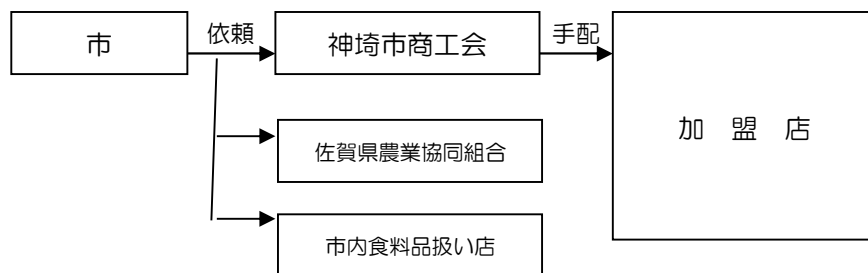 市
依頼
神埼市商工会
手配
加 盟 店
佐賀県農業協同組合
市内食料品扱い店